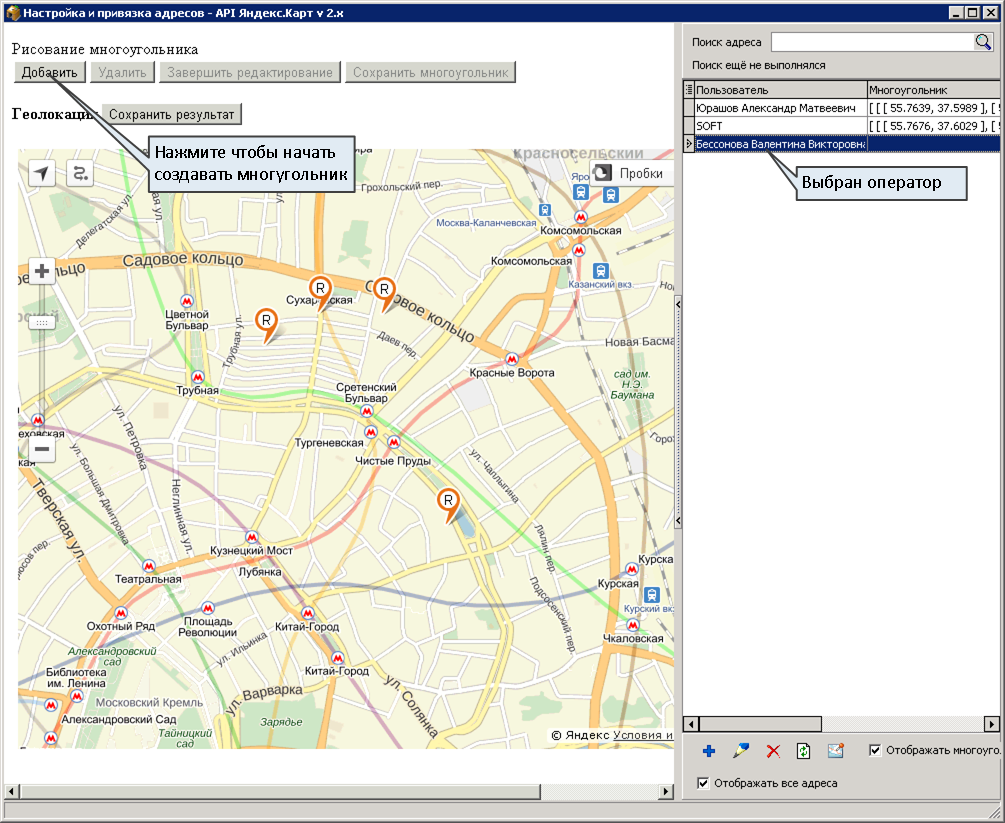 Настройка и привязка адресов - API Яндекс.Карт v 2.x
Рисование многоугольника
Добавить
Удалить
Завершить редактирование
Сохранить многоугольник
Сохранить результат
Нажмите чтобы начать
создавать многугольник
Поиск адреса
Поиск ещё не выполнялся
Пользователь
Многоугольник
Юрашов Александр Матвеевич
[ [ [ 55.7639, 37.5989 ], [
SOFT
[ [ [ 55.7676, 37.6029 ], [
Бессонова Валентина Викторовна
Выбран оператор
Красносельский
Пробки
Грохольский пер.
Делегатская ул.
Москва-Каланчевская
Комсомольская
Комсомольская
Казанский вкз.
Садовое кольцо
Садовое кольцо
R
R
R
Цветной
Бульвар
Трубная ул.
Даев пер.
Новая
Красные Ворота
Трубная
сад им.
Н.Э.
Баумана
Сретенский
Бульвар
Тургеневская
Чистые Пруды
ул. Петровка
ул. Большая Дмитровка
Неглинная ул.
Тверская ул.
ул. Чаплыгина
R
Лялин пер.
Подсосенский пер.
Кузнецкий Мост
Лубянка
Театральная
Курская
Курский вкз.
Чкаловская
Охотный Ряд
Площадь
Революции
Китай-Город
ул. Ильинка
Китай-Город
Александровский
сад
Библиотека
им. Ленина
Московский Кремль
ул. Варварка
ул. Солянка
Александровский Сад
Тайницкий
сад
Зарядье
© Яндекс Условия и
Отображать многоуго
Отображать все адреса